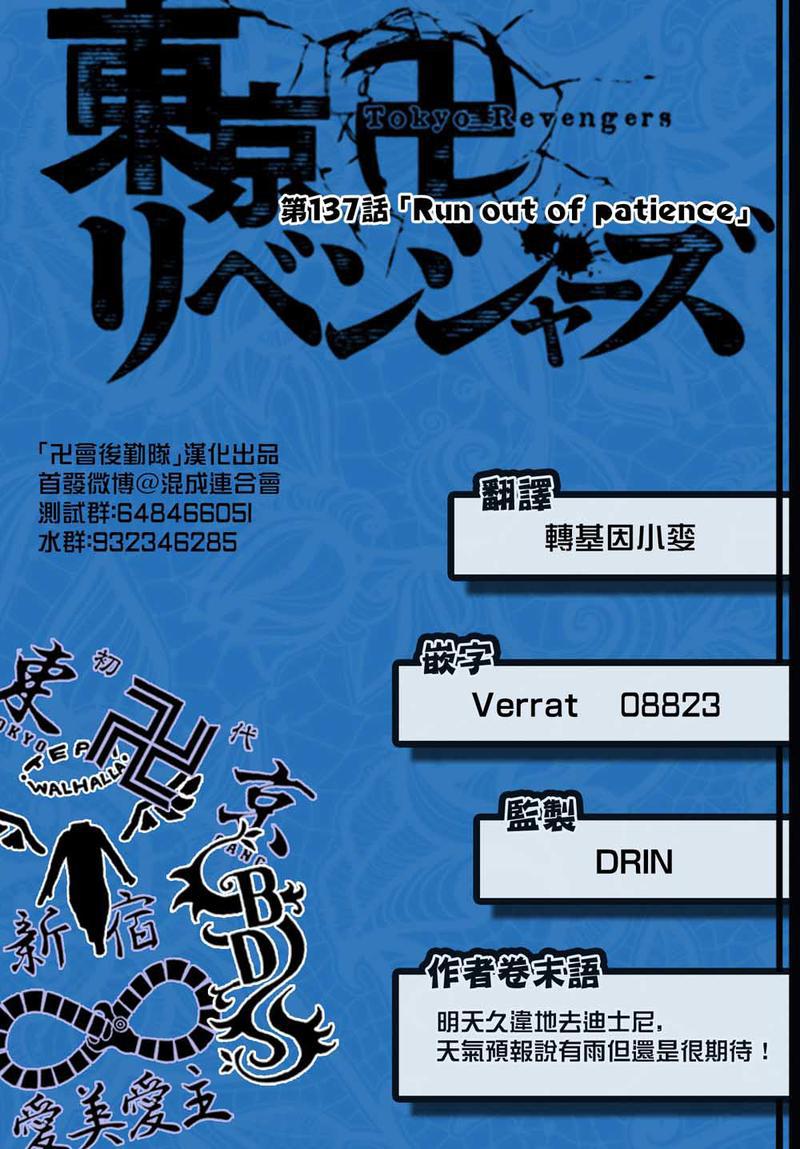 東京卍
Tokyo Revengers
第137話「Run out of patience」
リベンジャーズ
「卍會後勤隊」漢化出品
首發微博@混成連合會
測試群:648466051
水群:932346285
翻譯
轉基因小麥
嵌字
Verrat 08823
監製
DRIN
作者卷末語
明天久違地去迪士尼,
天氣預報說有雨但還是很期待!
初
代
東
卍
京
TOKYO
WALHALLA
GANG
BD
新宿
愛美愛主